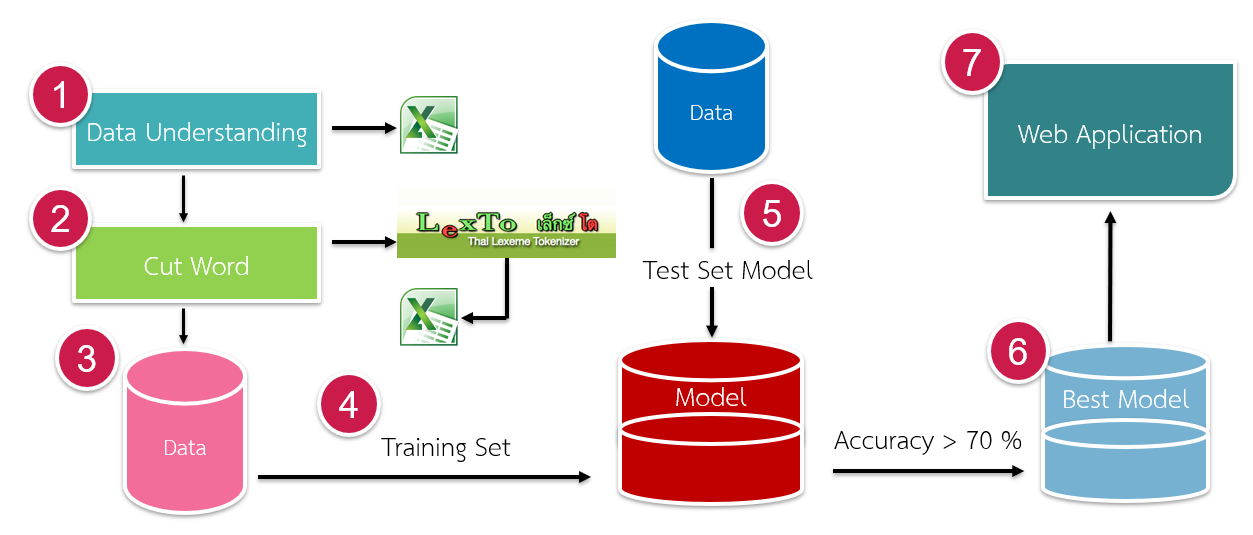 1
Data Understanding
2
Cut Word
LexTo เล็กซ์ โต
Thai Lexeme Tokenizer
3
Data
4
Training Set
Data
5
Test Set Model
Model
Accuracy > 70 %
6
Best Model
7
Web Application